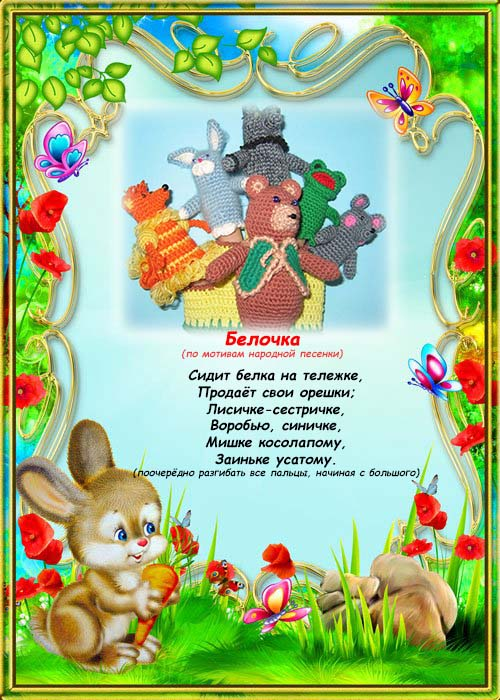 Белочка
(по мотивам народной песенки)
Сидит белка на тележке,
Продаёт свои орешки;
Лисичке-сестричке,
Воробью, синичке,
Мишке косолапому,
Заиньке усатому.
(поочерёдно разгибать все пальцы, начиная с большого)